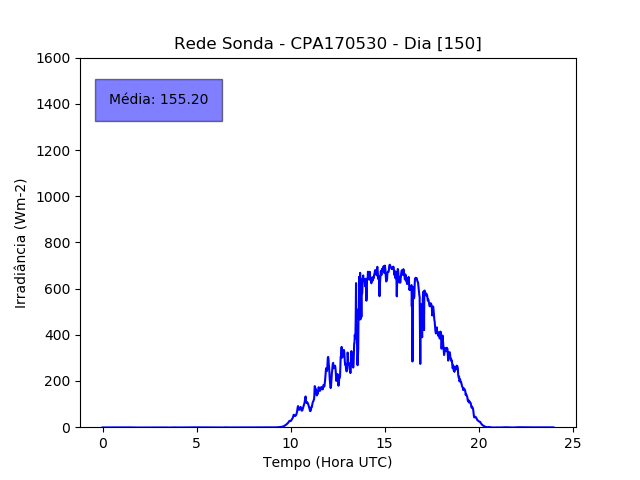 Rede Sonda - CPA170530 - Dia [150]
1600
1400
1200
1000
800
600
400
200
0
Média: 155.20
Irradiância (Wm-2)
0 5 10 15 20 25
Tempo (Hora UTC)